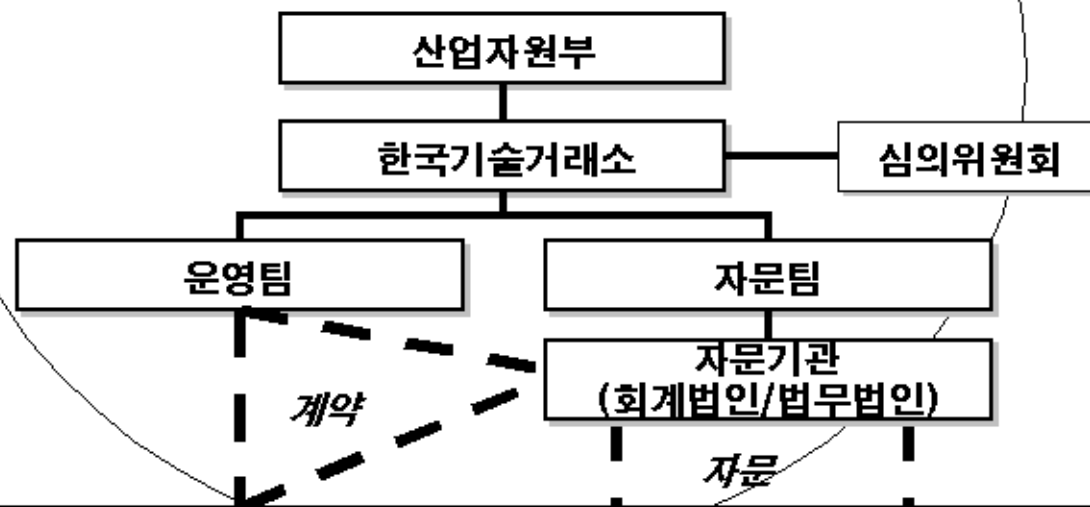 산업자원부
한국기술거래소
심의위원회
운영팀
자문팀
자문기관
(회계법인/법무법인)
계약
자문